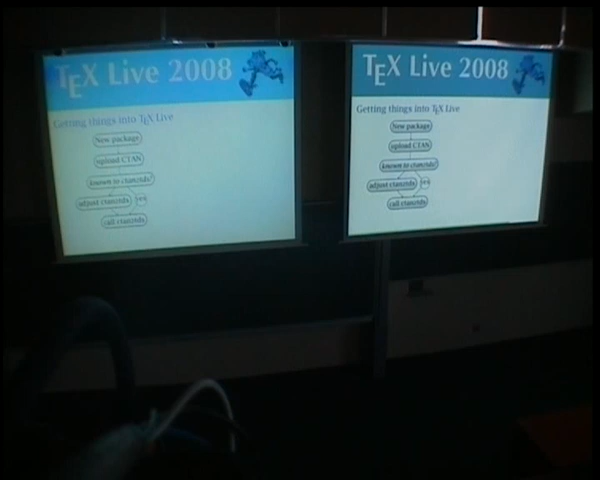 TEX Live 2008
Getting things into TEX Live
New package
upload CTAN
known to ctan2tds?
adjust ctan2tds
yes
call ctan2tds
TEX Live 2008
Getting things into TEX Live
New package
upload CTAN
known to ctan2tds?
adjust ctan2tds
yes
call ctan2tds